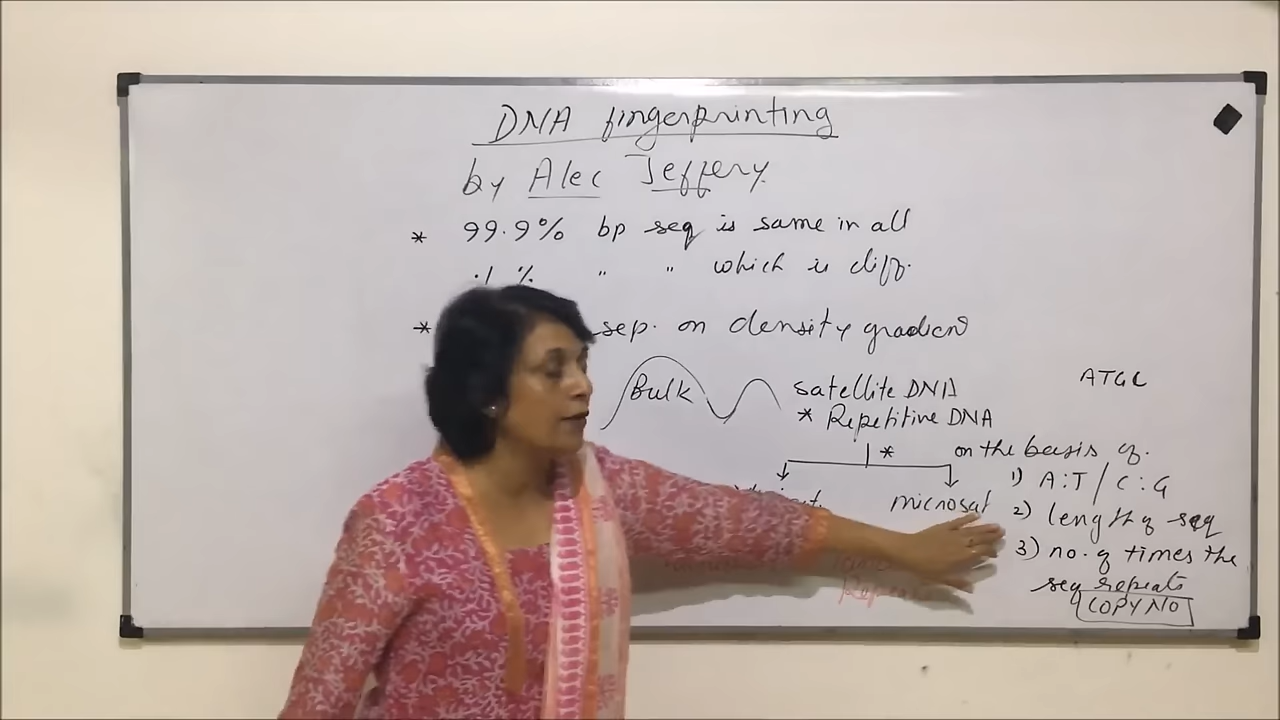 DNA fingerprinting
by Alec Jeffery
* 99.9% bp seq is same in all
.1 % " " which is diff.
* sep. on density gradient
Bulk
satellite DNA
* Repetitive DNA
ATGC
* on the basis of.
1) A:T / C:G
microsat
2) length of seq
3) no. of times the
seq repeats
COPY NO